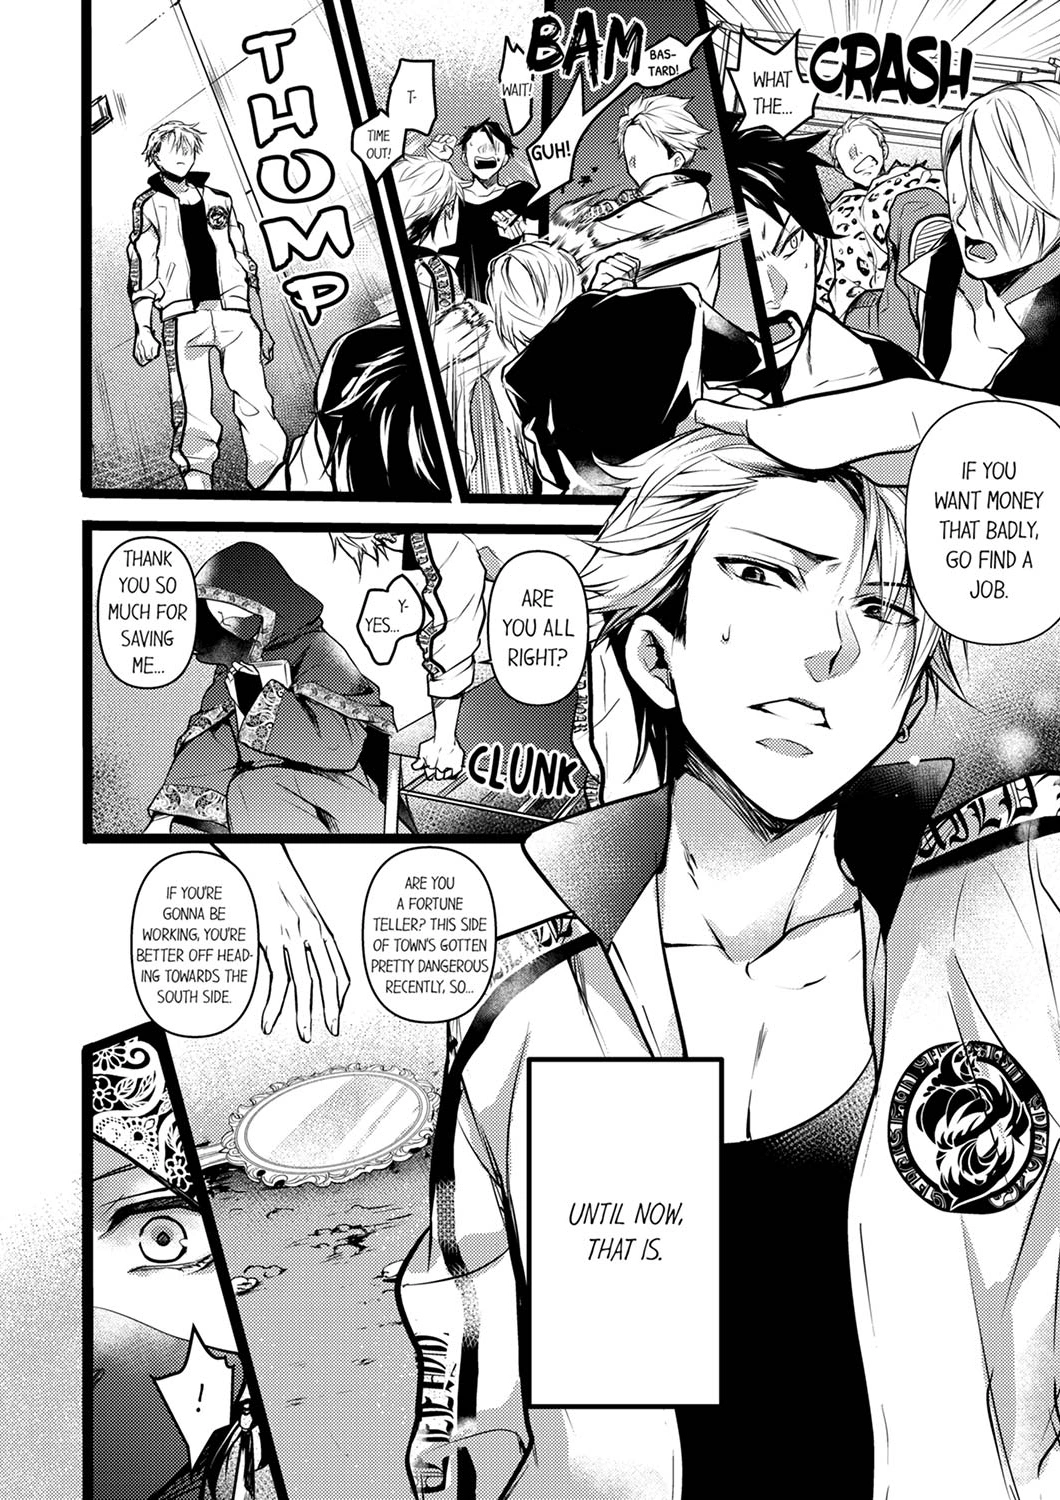 CRASH
WHAT
THE...
BAS-
TARD!
BAM
GUH!
WAIT!
T-
TIME
OUT!
THUMP
IF YOU
WANT MONEY
THAT BADLY,
GO FIND A
JOB.
ARE
YOU ALL
RIGHT?
Y-
YES...
CLUNK
THANK
YOU SO
MUCH FOR
SAVING
ME...
ARE YOU
A FORTUNE
TELLER? THIS SIDE
OF TOWN'S GOTTEN
PRETTY DANGEROUS
RECENTLY, SO...
IF YOU'RE
GONNA BE
WORKING, YOU'RE
BETTER OFF HEAD-
ING TOWARDS THE
SOUTH SIDE.
!
UNTIL NOW,
THAT IS.